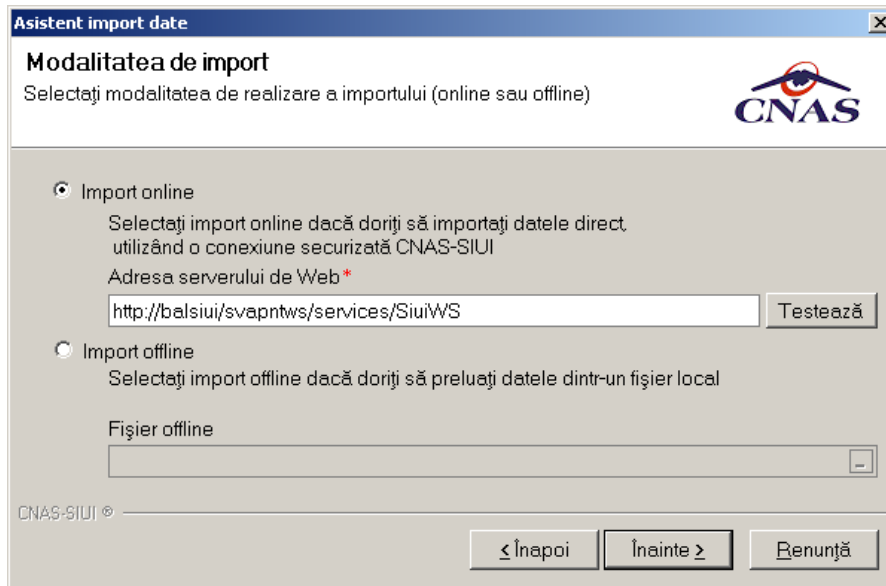 Asistent import date
Modalitatea de import
Selectaţi modalitatea de realizare a importului (online sau offline)
CNAS
Import online
Selectaţi import online dacă doriţi să importaţi datele direct,
utilizând o conexiune securizată CNAS-SIUI
Adresa serverului de Web*
http://balsiui/svapntws/services/SiuiWS
Testează
Import offline
Selectaţi import offline dacă doriţi să preluaţi datele dintr-un fişier local
Fişier offline
CNAS-SIUI ®
< Înapoi
Înainte >
Renunţă